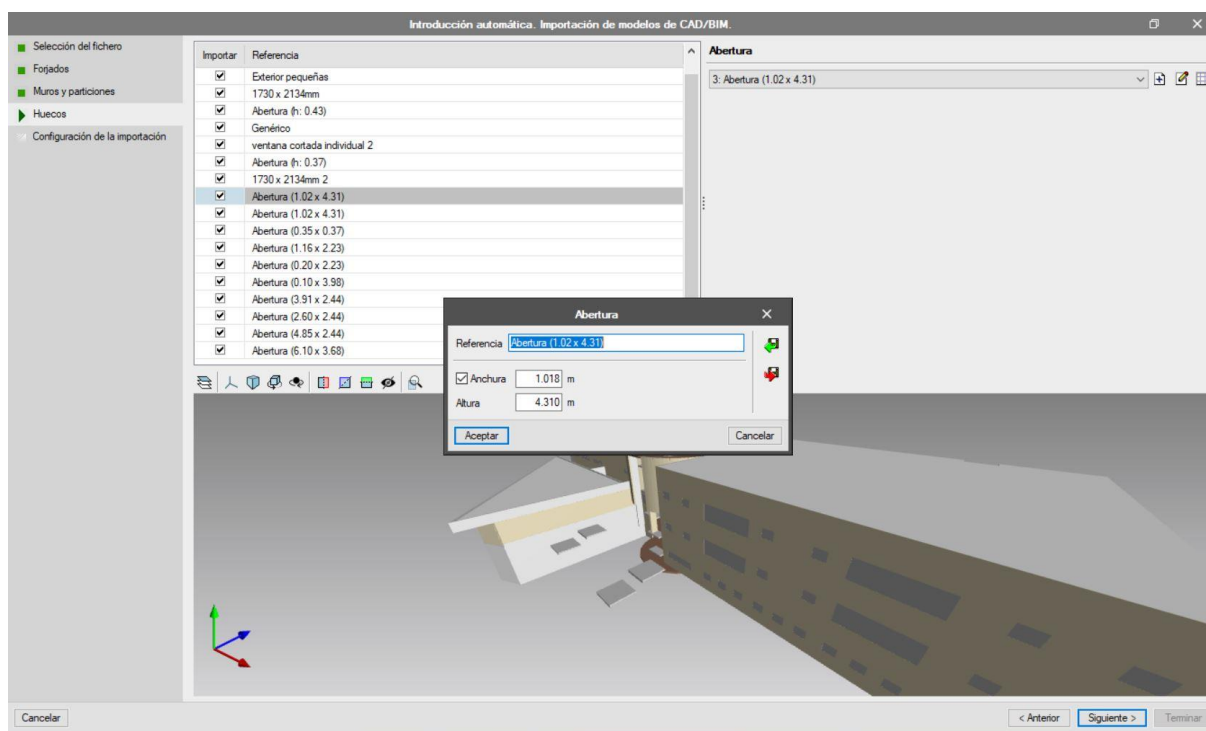 Introducción automática. Importación de modelos de CAD/BIM.
Selección del fichero
Forjados
Muros y particiones
Huecos
Configuración de la importación
Importar Referencia
Exterior pequeñas
1730 x 2134mm
Abertura (h: 0.43)
Genérico
ventana cortada individual 2
Abertura (h: 0.37)
1730 x 2134mm 2
Abertura (1.02 x 4.31)
Abertura (1.02 x 4.31)
Abertura (0.35 x 0.37)
Abertura (1.16 x 2.23)
Abertura (0.20 x 2.23)
Abertura (0.10 x 3.98)
Abertura (3.91 x 2.44)
Abertura (2.60 x 2.44)
Abertura (4.85 x 2.44)
Abertura (6.10 x 3.68)
Abertura
3: Abertura (1.02 x 4.31)
Abertura
Referencia Abertura (1.02 x 4.31)
Anchura 1.018 m
Altura 4.310 m
Aceptar Cancelar
Cancelar < Anterior Siguiente > Terminar